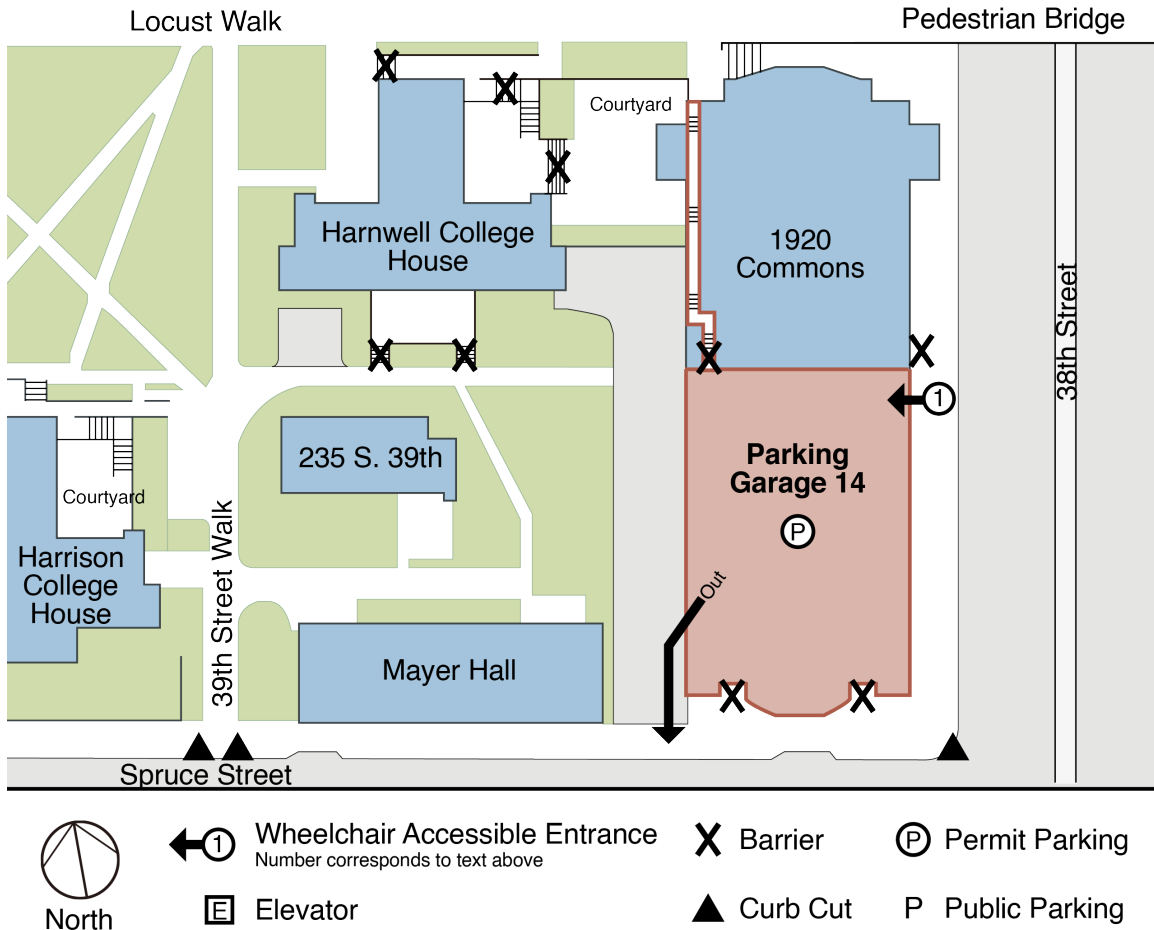 Locust Walk
Pedestrian Bridge
Courtyard
Harnwell College
House
1920
Commons
38th Street
1
235 S. 39th
Parking
Garage 14
P
Courtyard
Harrison
College
House
39th Street Walk
Out
Mayer Hall
Spruce Street
1 Wheelchair Accessible Entrance
Number corresponds to text above
Barrier
P Permit Parking
North
E Elevator
Curb Cut
P Public Parking